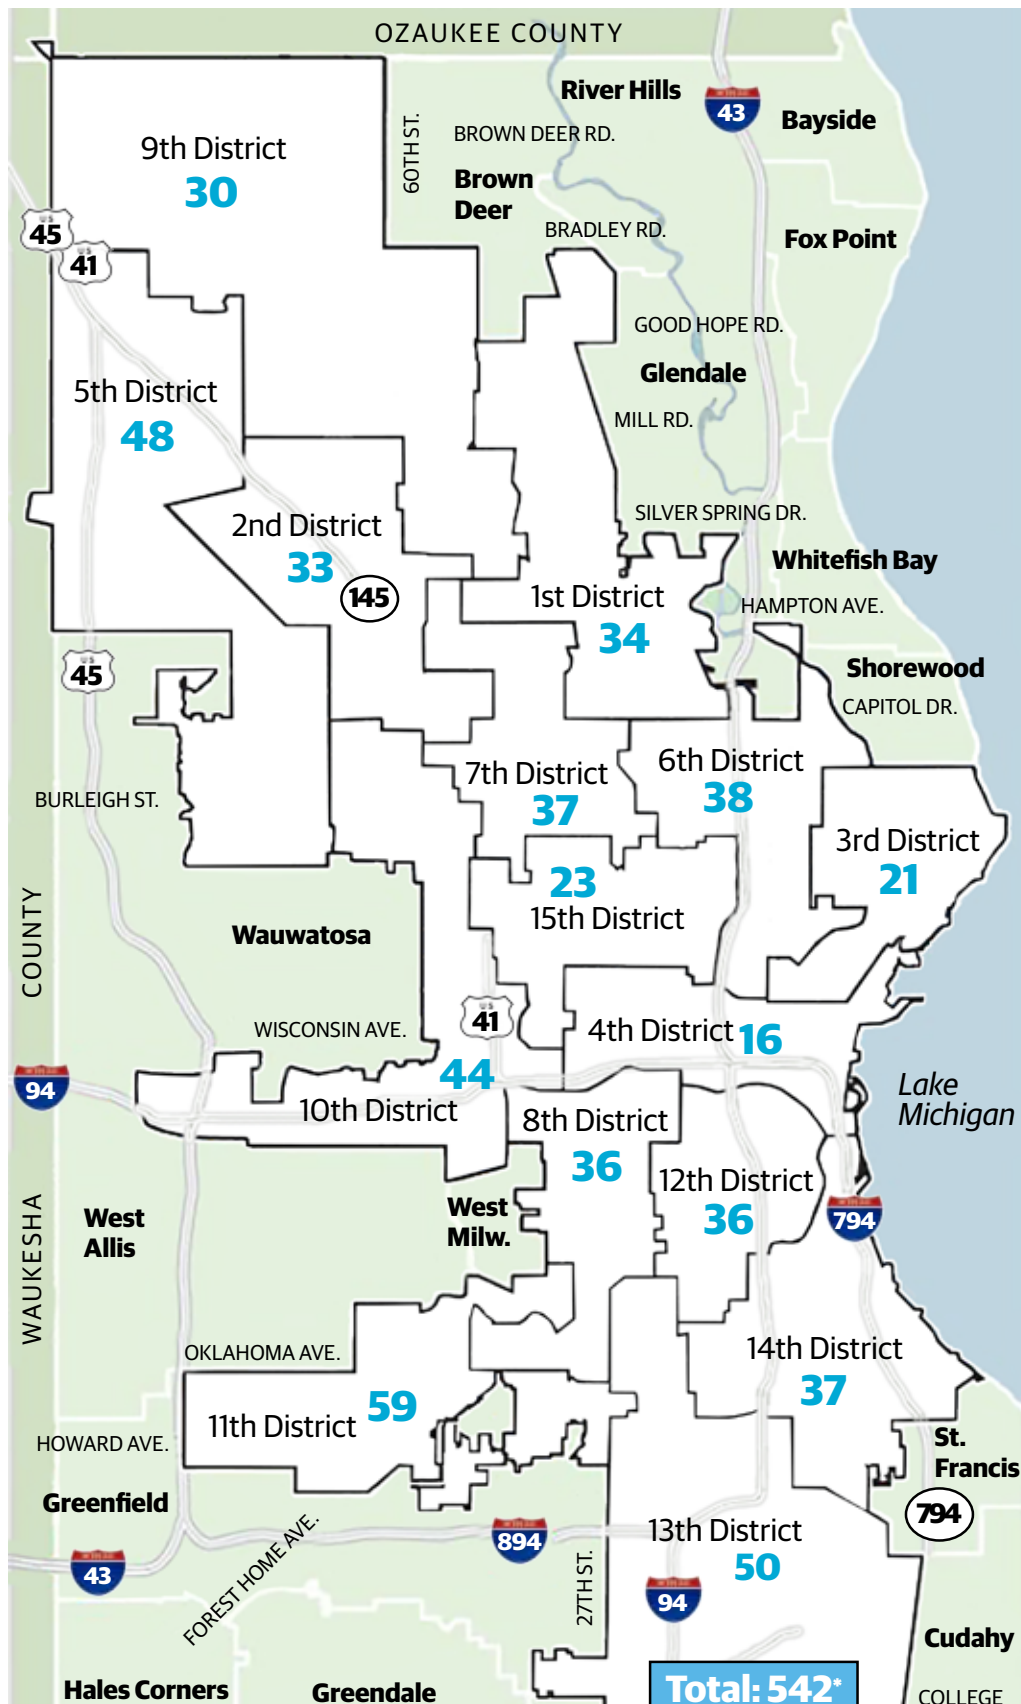 OZAUKEE COUNTY
River Hills
43
Bayside
BROWN DEER RD.
60TH ST.
9th District
30
Brown
Deer
BRADLEY RD.
Fox Point
US
45
US
41
GOOD HOPE RD.
Glendale
5th District
48
MILL RD.
SILVER SPRING DR.
2nd District
33
145
Whitefish Bay
1st District
34
HAMPTON AVE.
US
45
Shorewood
CAPITOL DR.
7th District
37
6th District
38
BURLEIGH ST.
3rd District
21
23
15th District
Wauwatosa
WAUKESHA COUNTY
US
41
WISCONSIN AVE.
4th District
16
94
44
10th District
Lake
Michigan
8th District
36
12th District
36
West
Allis
West
Milw.
794
OKLAHOMA AVE.
14th District
37
11th District
59
HOWARD AVE.
St.
Francis
Greenfield
794
894
13th District
50
43
FOREST HOME AVE.
27TH ST.
94
Cudahy
Hales Corners
Greendale
Total: 542*
COLLEGE